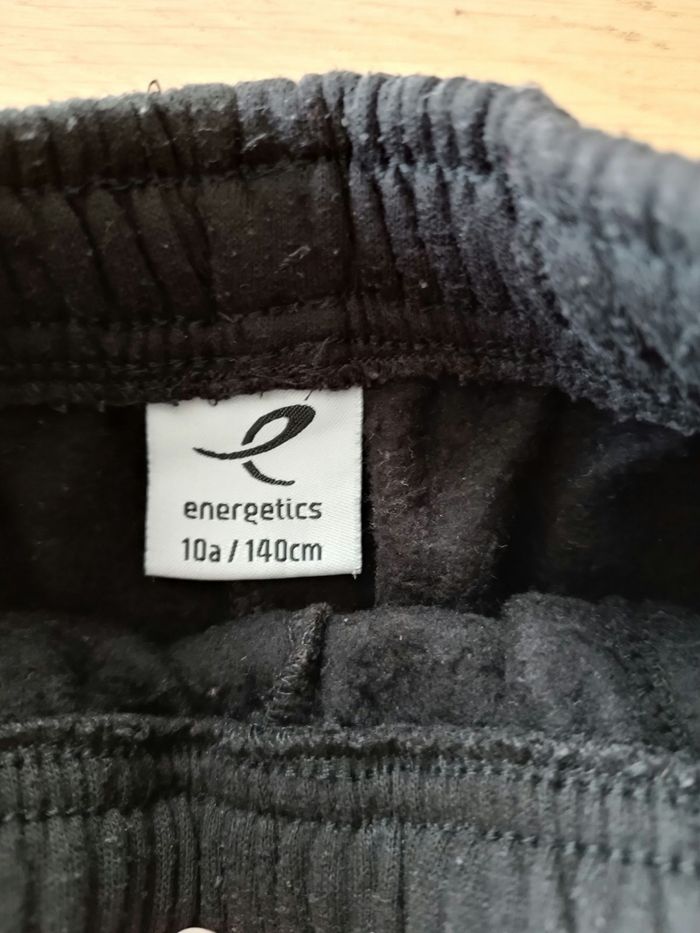 energetics
10a / 140cm